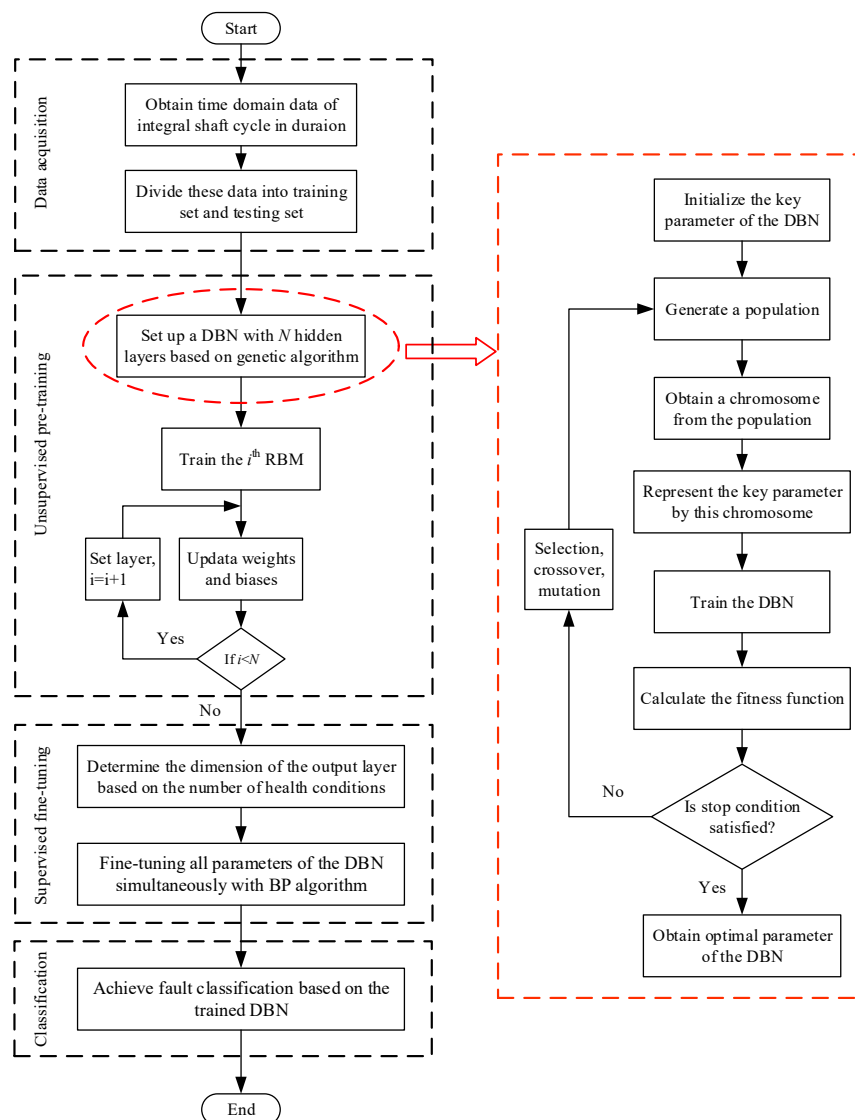 Start
Data acquisition
Obtain time domain data of
integral shaft cycle in duraion
Divide these data into training
set and testing set
Unsupervised pre-training
Set up a DBN with N hidden
layers based on genetic algorithm
Train the ith RBM
Set layer,
i=i+1
Updata weights
and biases
Yes
If i<N
No
Supervised fine-tuning
Determine the dimension of the output layer
based on the number of health conditions
Fine-tuning all parameters of the DBN
simultaneously with BP algorithm
Classification
Achieve fault classification based on the
trained DBN
End
Initialize the key
parameter of the DBN
Generate a population
Obtain a chromosome
from the population
Represent the key parameter
by this chromosome
Selection,
crossover,
mutation
Train the DBN
Calculate the fitness function
No
Is stop condition
satisfied?
Yes
Obtain optimal parameter
of the DBN